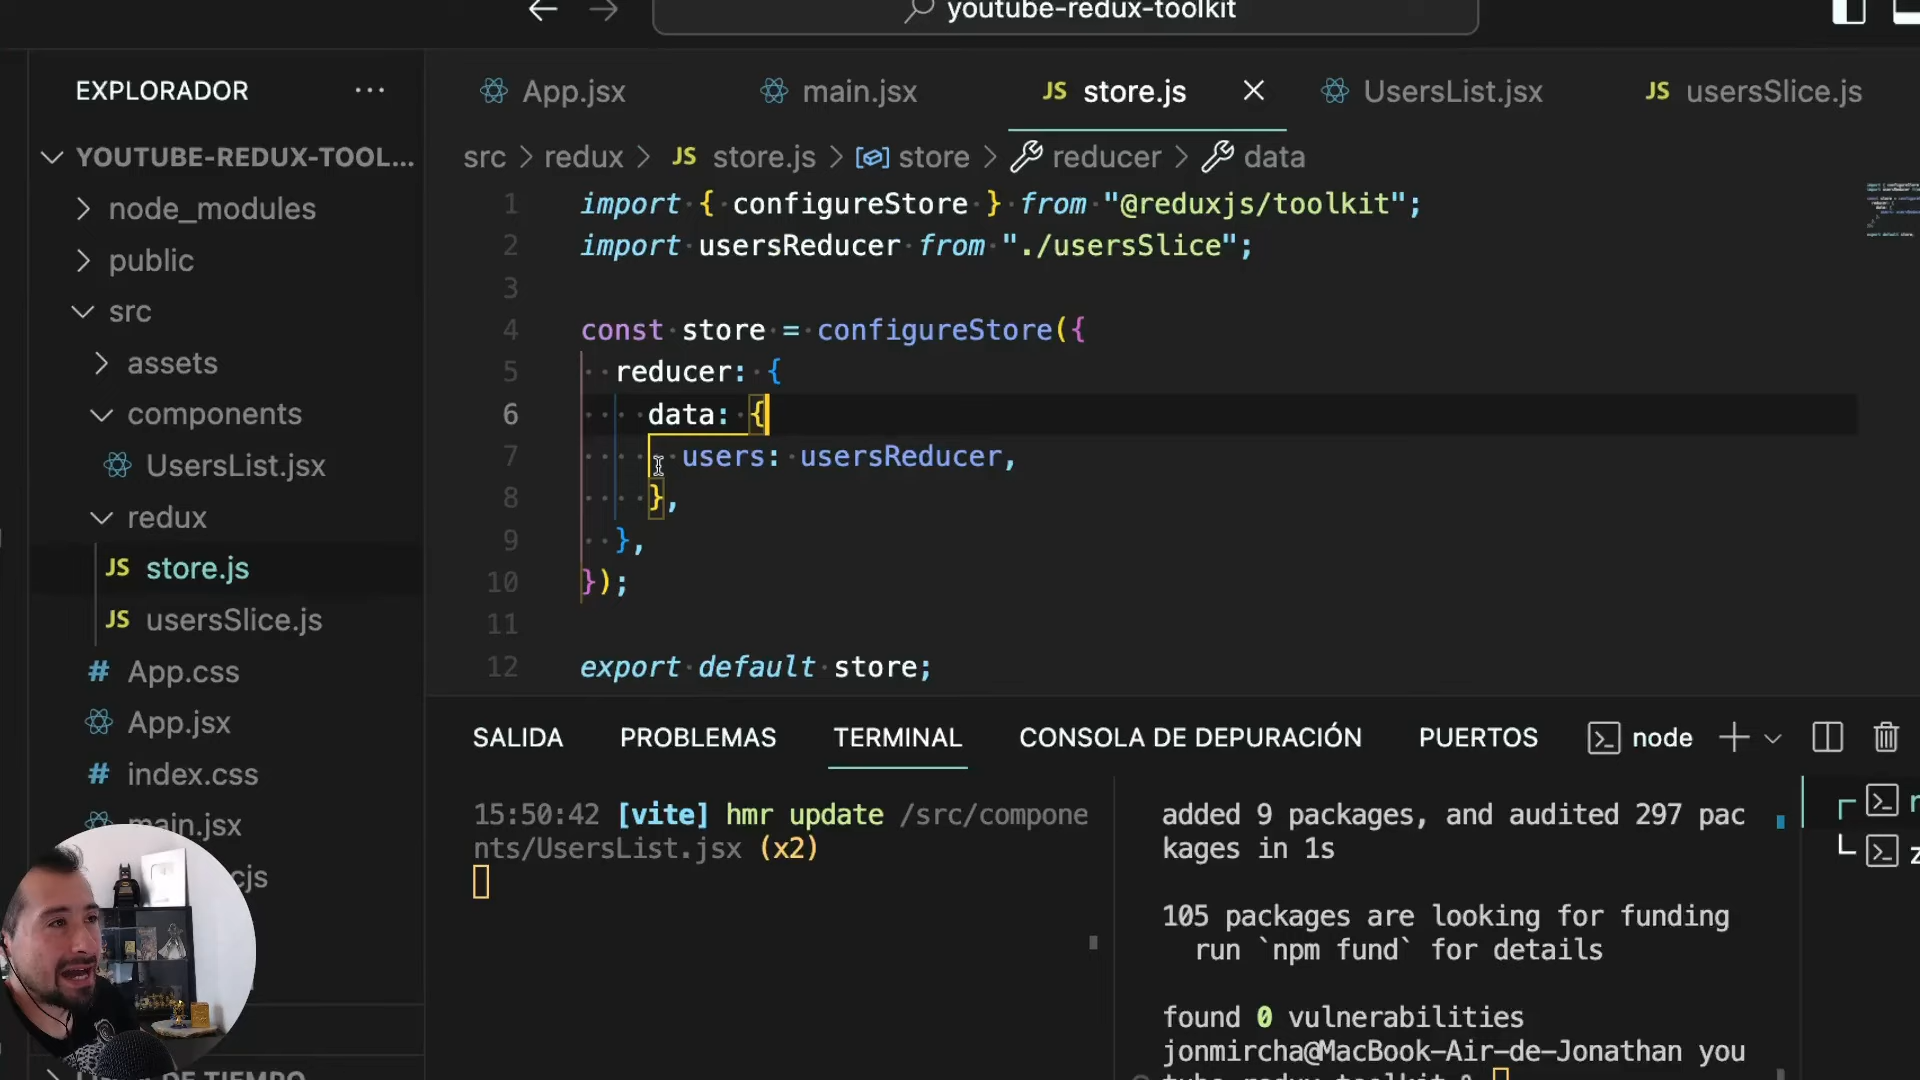 youtube-redux-toolkit
EXPLORADOR ...
App.jsx main.jsx JS store.js UsersList.jsx JS usersSlice.js
YOUTUBE-REDUX-TOOL...
src > redux > JS store.js > store > reducer > data
node_modules
public
src
assets
components
UsersList.jsx
redux
JS store.js
JS usersSlice.js
# App.css
App.jsx
# index.css
main.jsx
cjs
1 import { configureStore } from "@reduxjs/toolkit";
2 import usersReducer from "./usersSlice";
3
4 const store = configureStore({
5 reducer: {
6 data: {
7 users: usersReducer,
8 },
9 },
10 });
11
12 export default store;
SALIDA PROBLEMAS TERMINAL CONSOLA DE DEPURACIÓN PUERTOS node
15:50:42 [vite] hmr update /src/compone
nts/UsersList.jsx (x2)
added 9 packages, and audited 297 pac
kages in 1s
105 packages are looking for funding
run `npm fund` for details
found 0 vulnerabilities
jonmircha@MacBook-Air-de-Jonathan you
tube-redux-toolkit %